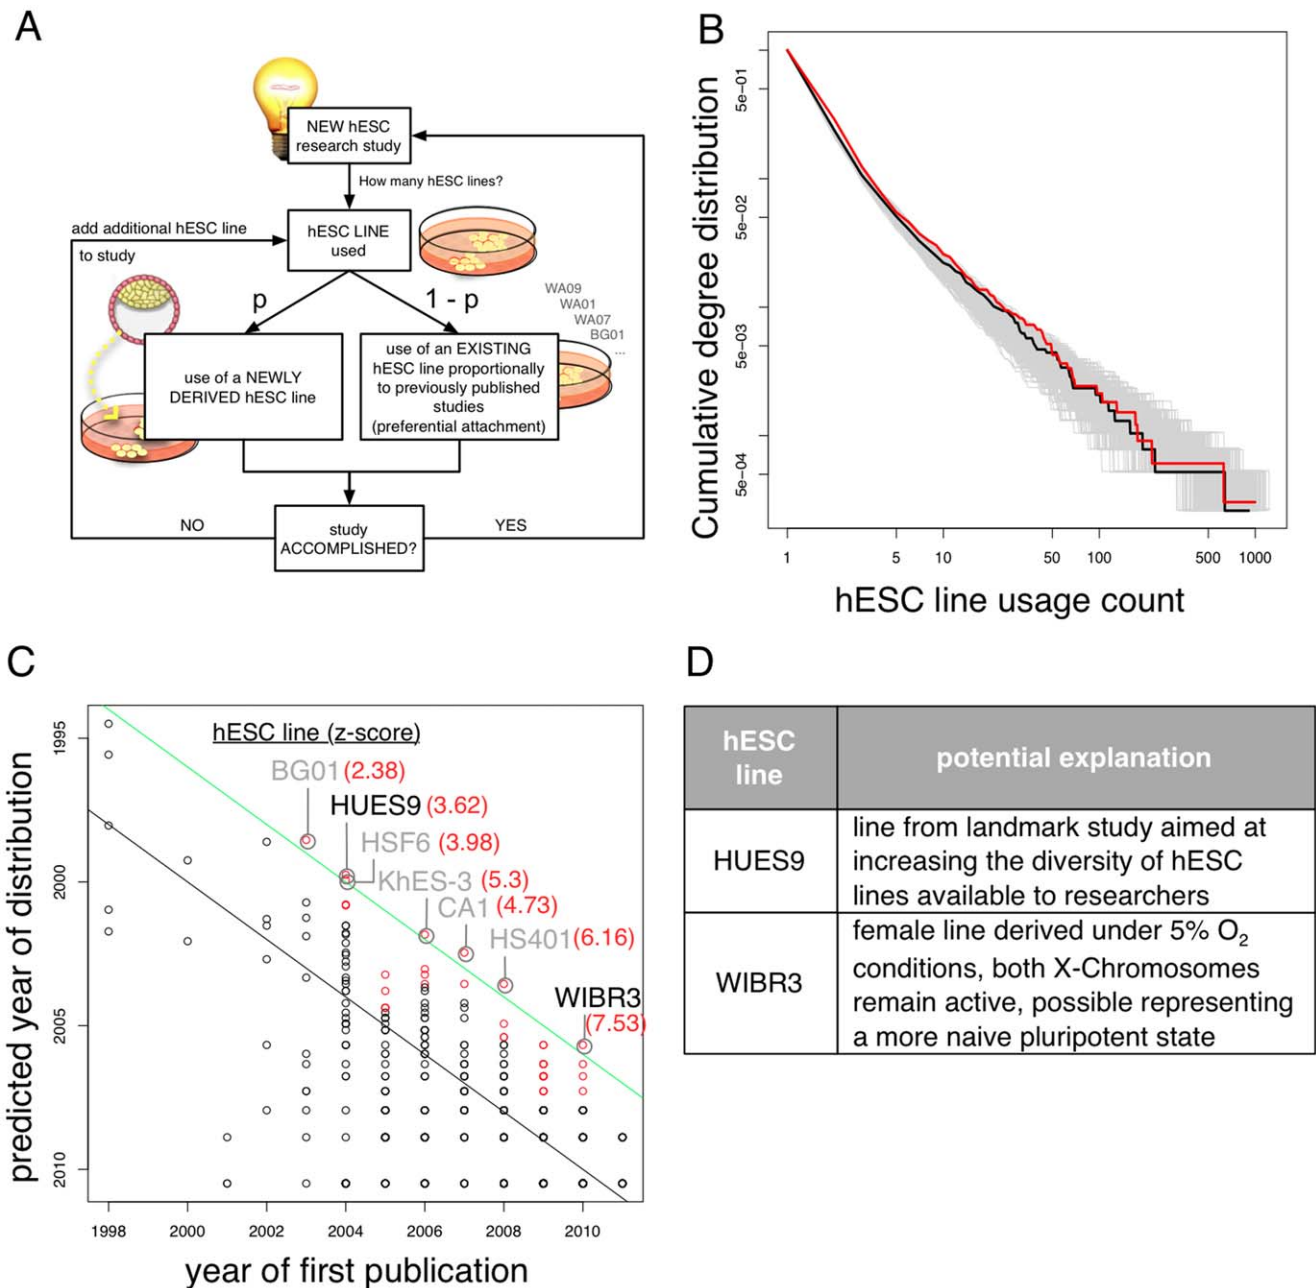 A
NEW hESC
research study
How many hESC lines?
add additional hESC line
to study
hESC LINE
used
p
1 - p
WA09
WA01
WA07
BG01
...
use of a NEWLY
DERIVED hESC line
use of an EXISTING
hESC line proportionally
to previously published
studies
(preferential attachment)
NO
YES
study
ACCOMPLISHED?
B
Cumulative degree distribution
5e-01
5e-02
5e-03
5e-04
1
5
10
50
100
500
1000
hESC line usage count
C
predicted year of distribution
1995
2000
2005
2010
hESC line (z-score)
BG01 (2.38)
HUES9 (3.62)
HSF6 (3.98)
KhES-3 (5.3)
CA1 (4.73)
HS401 (6.16)
WIBR3
(7.53)
1998
2000
2002
2004
2006
2008
2010
year of first publication
D
hESC
line
potential explanation
HUES9
line from landmark study aimed at
increasing the diversity of hESC
lines available to researchers
WIBR3
female line derived under 5% O₂
conditions, both X-Chromosomes
remain active, possible representing
a more naive pluripotent state